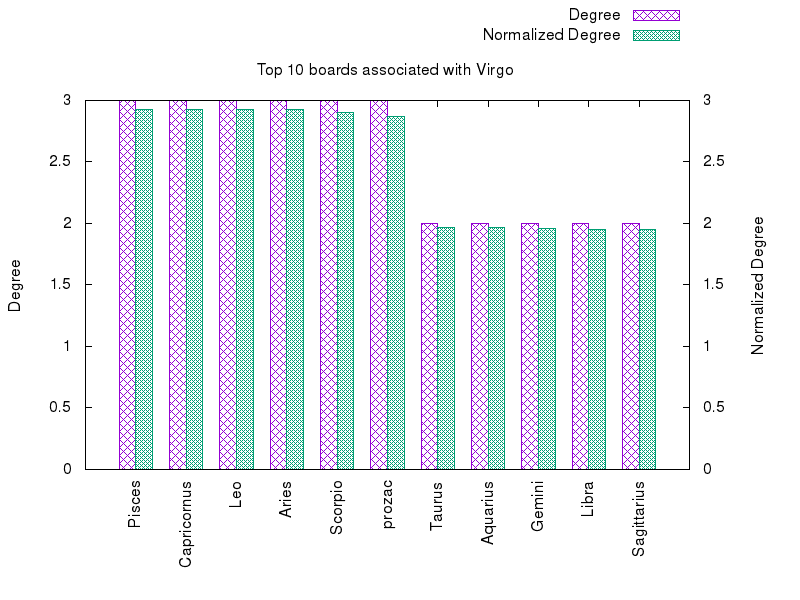 Degree
Normalized Degree
Top 10 boards associated with Virgo
3
2.5
2
1.5
1
0.5
0
3
2.5
2
1.5
1
0.5
0
Degree
Normalized Degree
Pisces
Capricornus
Leo
Aries
Scorpio
prozac
Taurus
Aquarius
Gemini
Libra
Sagittarius